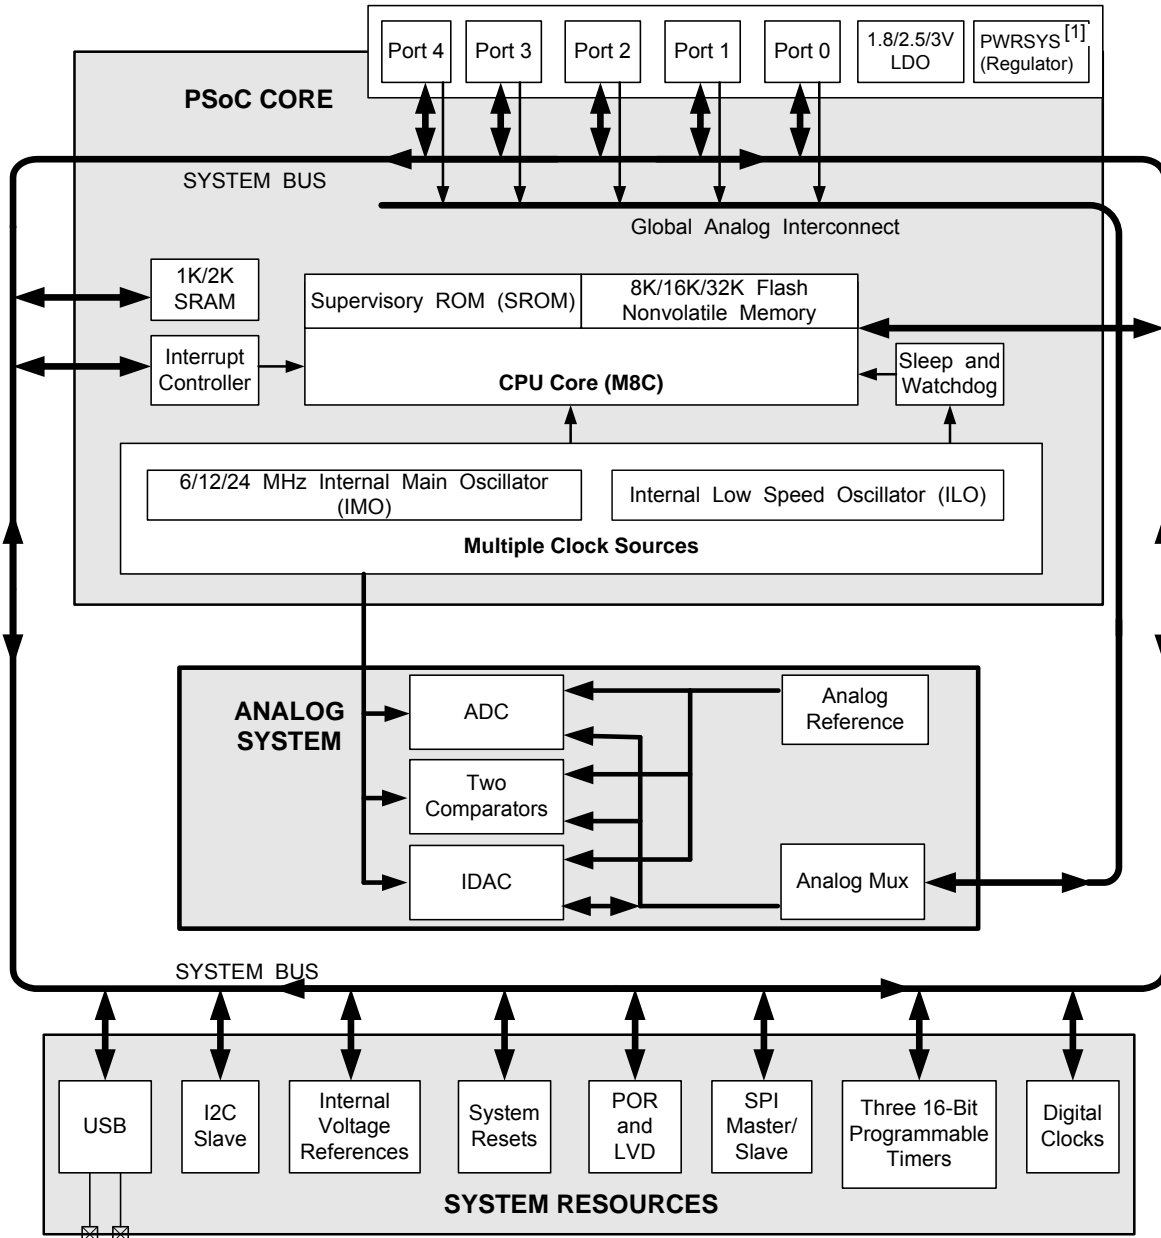 Port 4
Port 3
Port 2
Port 1
Port 0
1.8/2.5/3V
LDO
PWRSYS [1]
(Regulator)
PSoC CORE
SYSTEM BUS
Global Analog Interconnect
1K/2K
SRAM
Supervisory ROM (SROM)
8K/16K/32K Flash
Nonvolatile Memory
Interrupt
Controller
CPU Core (M8C)
Sleep and
Watchdog
6/12/24 MHz Internal Main Oscillator
(IMO)
Internal Low Speed Oscillator (ILO)
Multiple Clock Sources
ANALOG
SYSTEM
ADC
Analog
Reference
Two
Comparators
IDAC
Analog Mux
SYSTEM BUS
USB
I2C
Slave
Internal
Voltage
References
System
Resets
POR
and
LVD
SPI
Master/
Slave
Three 16-Bit
Programmable
Timers
Digital
Clocks
SYSTEM RESOURCES